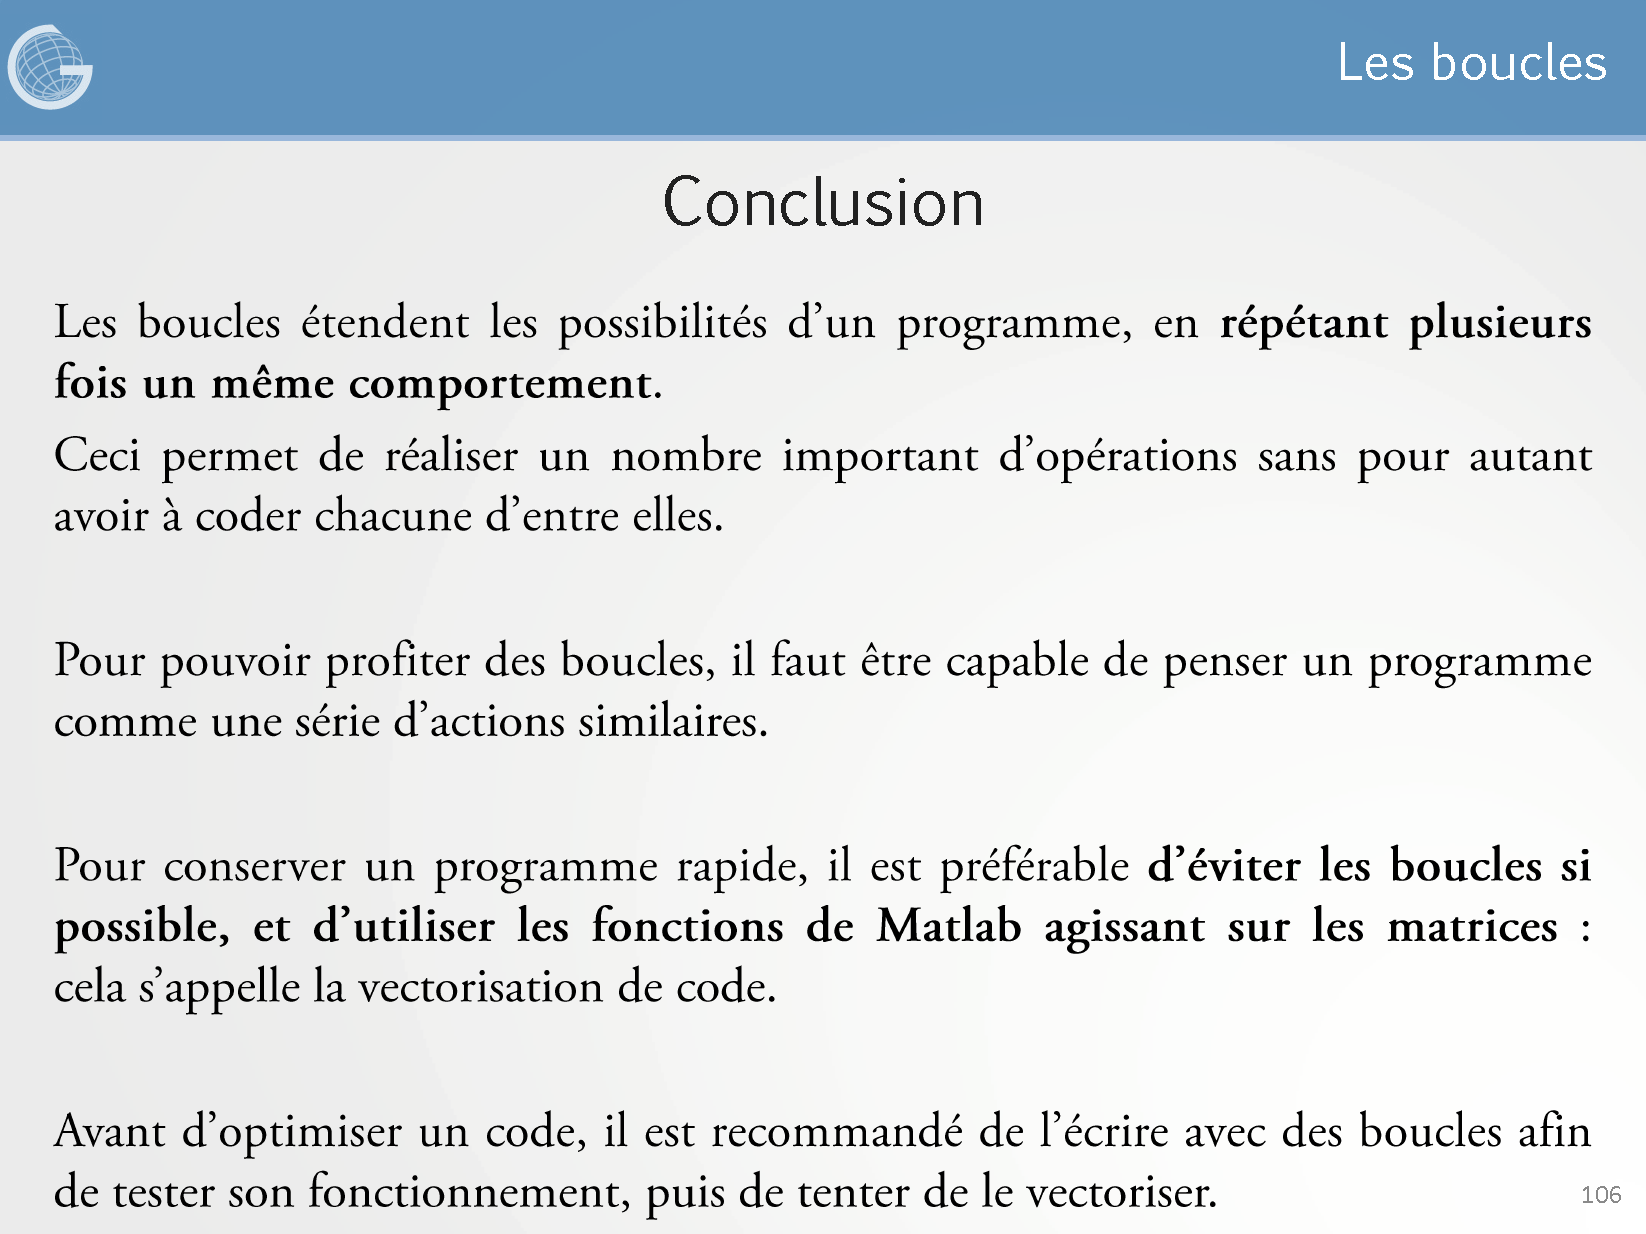 Les boucles
Conclusion
Les boucles étendent les possibilités d’un programme, en répétant plusieurs
fois un même comportement.
Ceci permet de réaliser un nombre important d’opérations sans pour autant
avoir à coder chacune d’entre elles.
Pour pouvoir profiter des boucles, il faut être capable de penser un programme
comme une série d’actions similaires.
Pour conserver un programme rapide, il est préférable d’éviter les boucles si
possible, et d’utiliser les fonctions de Matlab agissant sur les matrices :
cela s’appelle la vectorisation de code.
Avant d’optimiser un code, il est recommandé de l’écrire avec des boucles afin
de tester son fonctionnement, puis de tenter de le vectoriser.
106